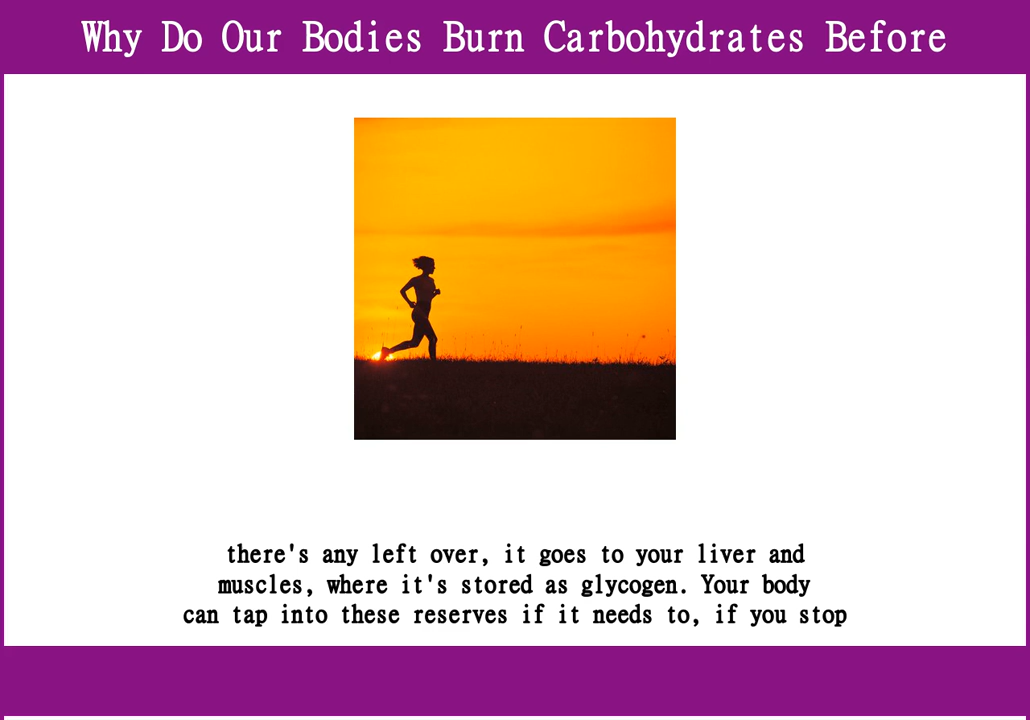 Why Do Our Bodies Burn Carbohydrates Before
there's any left over, it goes to your liver and
muscles, where it's stored as glycogen. Your body
can tap into these reserves if it needs to, if you stop